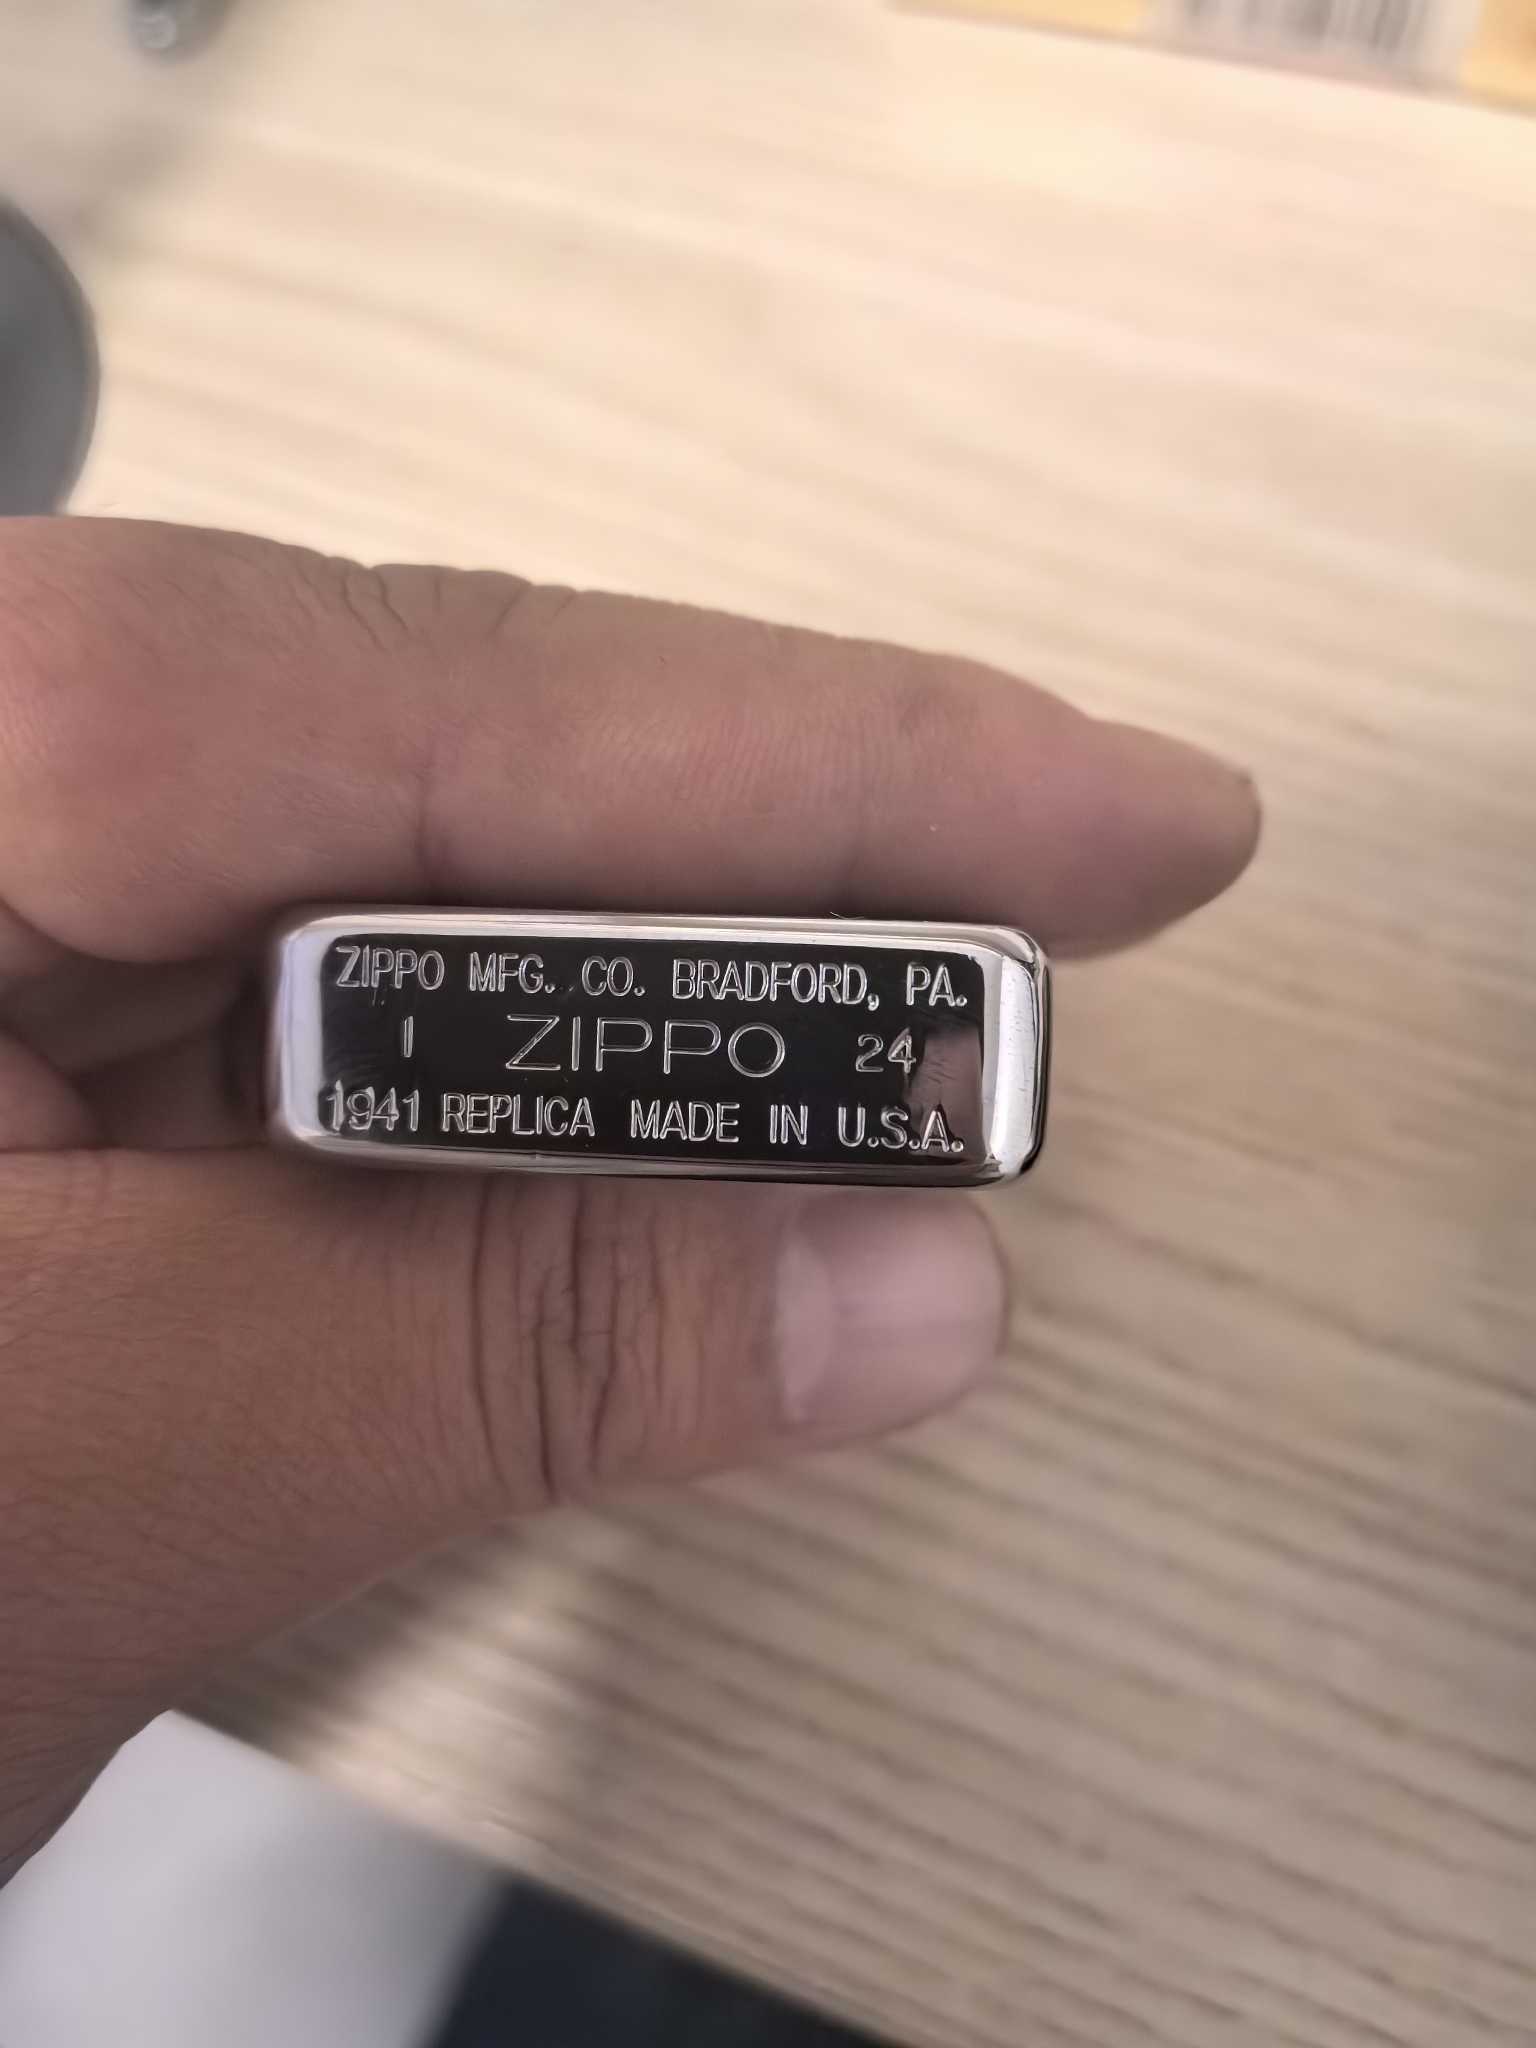 ZIPPO MFG. CO. BRADFORD, PA.
I ZIPPO 24
1941 REPLICA MADE IN U.S.A.